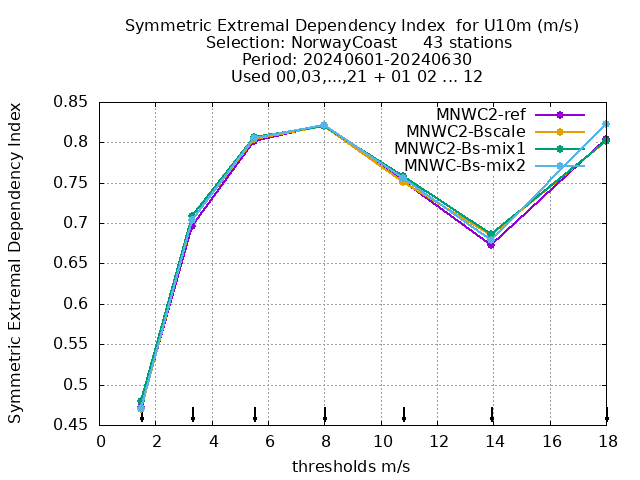 Symmetric Extremal Dependency Index  for U10m (m/s)
Selection: NorwayCoast     43 stations
Period: 20240601-20240630
Used 00,03,...,21 + 01 02 ... 12
Symmetric Extremal Dependency Index
0.85
0.8
0.75
0.7
0.65
0.6
0.55
0.5
0.45
MNWC2-ref
MNWC2-Bscale
MNWC2-Bs-mix1
MNWC-Bs-mix2
0 2 4 6 8 10 12 14 16 18
thresholds m/s